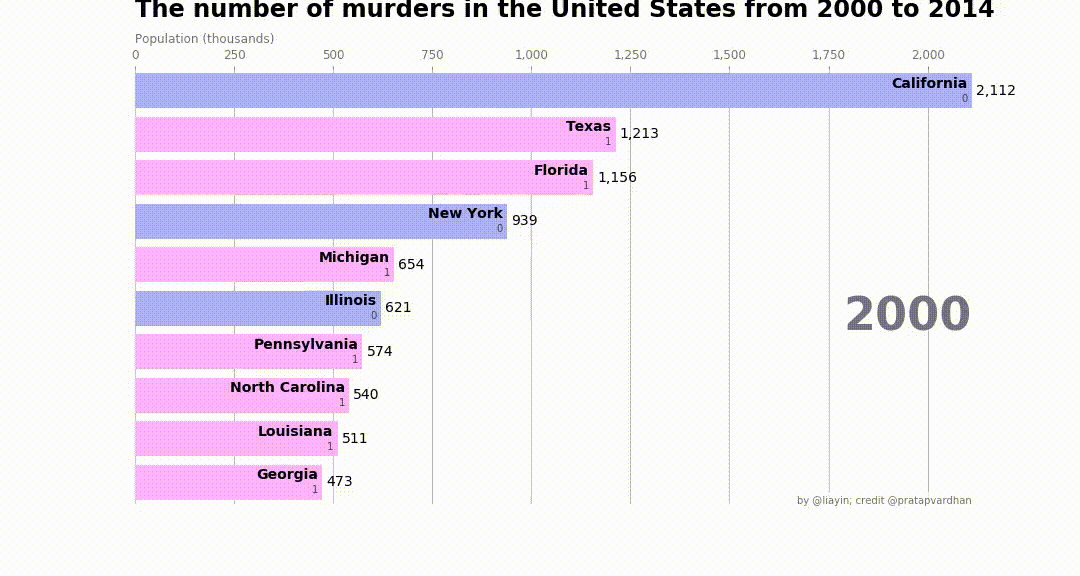 The number of murders in the United States from 2000 to 2014
Population (thousands)
0 250 500 750 1,000 1,250 1,500 1,750 2,000
California
0 2,112
Texas
1 1,213
Florida
1 1,156
New York
0 939
Michigan
1 654
Illinois
0 621
2000
Pennsylvania
1 574
North Carolina
1 540
Louisiana
1 511
Georgia
1 473
by @liayin; credit @pratapvardhan